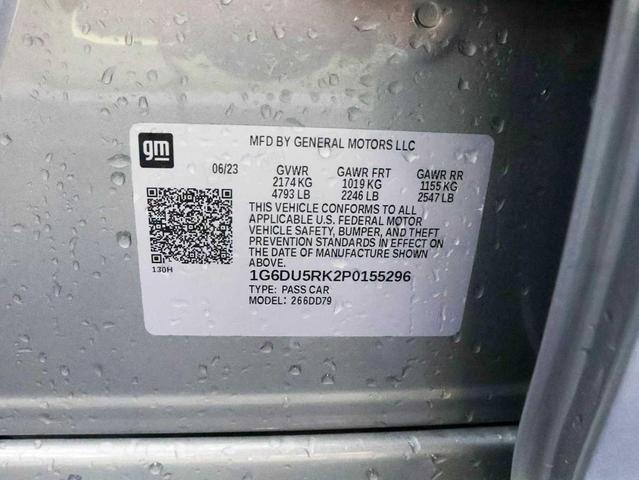 gm
MFD BY GENERAL MOTORS LLC
06/23 GVWR GAWR FRT GAWR RR
2174 KG 1019 KG 1155 KG
4793 LB 2246 LB 2547 LB
THIS VEHICLE CONFORMS TO ALL
APPLICABLE U.S. FEDERAL MOTOR
VEHICLE SAFETY, BUMPER, AND THEFT
PREVENTION STANDARDS IN EFFECT ON
THE DATE OF MANUFACTURE SHOWN
ABOVE.
130H
1G6DU5RK2P0155296
TYPE: PASS CAR
MODEL: 266DD79